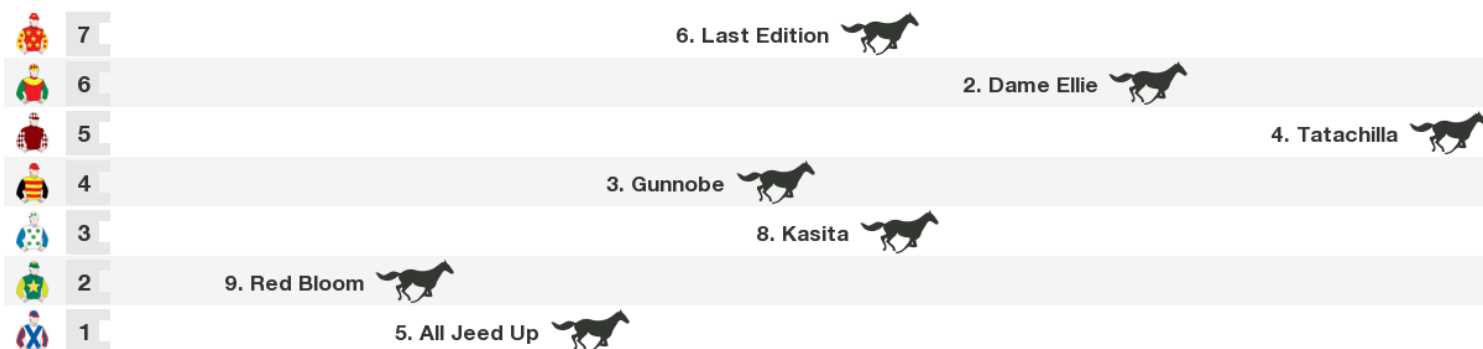 7 6. Last Edition
6 2. Dame Ellie
5 4. Tatachilla
4 3. Gunnobe
3 8. Kasita
2 9. Red Bloom
1 5. All Jeed Up